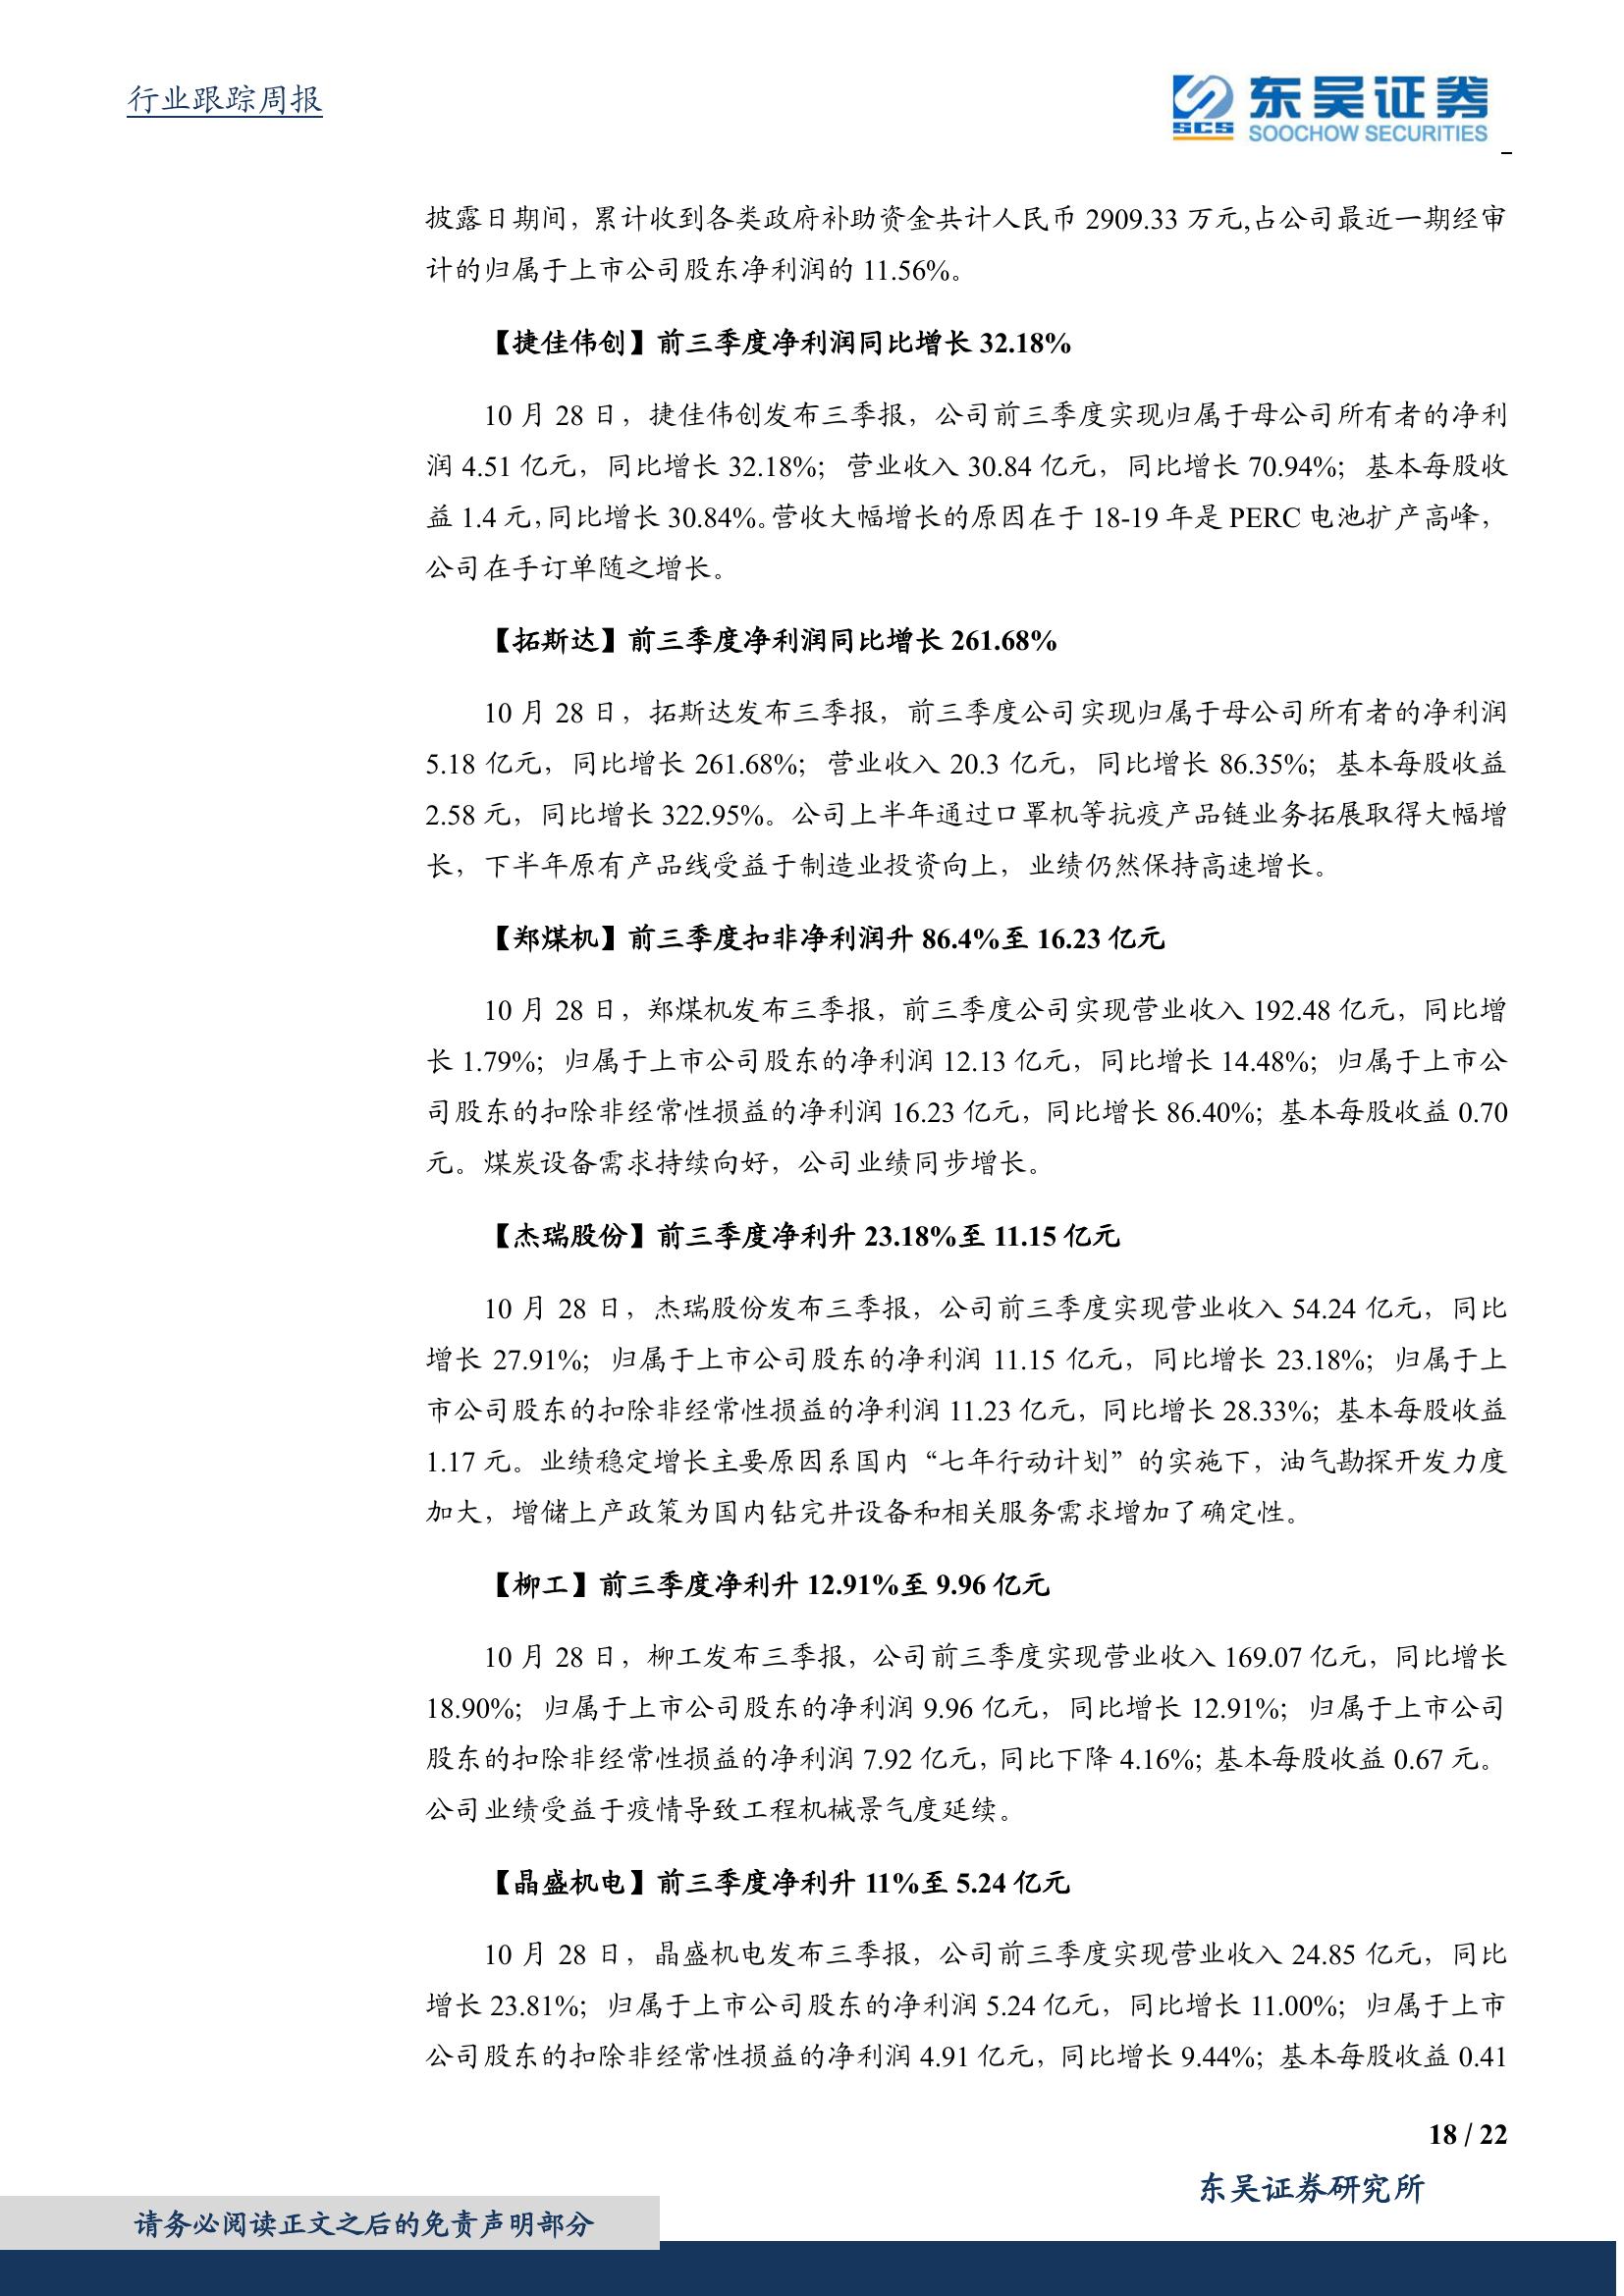 行业跟踪周报
SCS
东吴证券
SOOCHOW SECURITIES
披露日期间，累计收到各类政府补助资金共计人民币 2909.33 万元,占公司最近一期经审
计的归属于上市公司股东净利润的 11.56%。
【捷佳伟创】前三季度净利润同比增长 32.18%
10 月 28 日，捷佳伟创发布三季报，公司前三季度实现归属于母公司所有者的净利
润 4.51 亿元，同比增长 32.18%；营业收入 30.84 亿元，同比增长 70.94%；基本每股收
益 1.4 元，同比增长 30.84%。营收大幅增长的原因在于 18-19 年是 PERC 电池扩产高峰，
公司在手订单随之增长。
【拓斯达】前三季度净利润同比增长 261.68%
10 月 28 日，拓斯达发布三季报，前三季度公司实现归属于母公司所有者的净利润
5.18 亿元，同比增长 261.68%；营业收入 20.3 亿元，同比增长 86.35%；基本每股收益
2.58 元，同比增长 322.95%。公司上半年通过口罩机等抗疫产品链业务拓展取得大幅增
长，下半年原有产品线受益于制造业投资向上，业绩仍然保持高速增长。
【郑煤机】前三季度扣非净利润升 86.4%至 16.23 亿元
10 月 28 日，郑煤机发布三季报，前三季度公司实现营业收入 192.48 亿元，同比增
长 1.79%；归属于上市公司股东的净利润 12.13 亿元，同比增长 14.48%；归属于上市公
司股东的扣除非经常性损益的净利润 16.23 亿元，同比增长 86.40%；基本每股收益 0.70
元。煤炭设备需求持续向好，公司业绩同步增长。
【杰瑞股份】前三季度净利升 23.18%至 11.15 亿元
10 月 28 日，杰瑞股份发布三季报，公司前三季度实现营业收入 54.24 亿元，同比
增长 27.91%；归属于上市公司股东的净利润 11.15 亿元，同比增长 23.18%；归属于上
市公司股东的扣除非经常性损益的净利润 11.23 亿元，同比增长 28.33%；基本每股收益
1.17 元。业绩稳定增长主要原因系国内“七年行动计划”的实施下，油气勘探开发力度
加大，增储上产政策为国内钻完井设备和相关服务需求增加了确定性。
【柳工】前三季度净利升 12.91%至 9.96 亿元
10 月 28 日，柳工发布三季报，公司前三季度实现营业收入 169.07 亿元，同比增长
18.90%；归属于上市公司股东的净利润 9.96 亿元，同比增长 12.91%；归属于上市公司
股东的扣除非经常性损益的净利润 7.92 亿元，同比下降 4.16%；基本每股收益 0.67 元。
公司业绩受益于疫情导致工程机械景气度延续。
【晶盛机电】前三季度净利升 11%至 5.24 亿元
10 月 28 日，晶盛机电发布三季报，公司前三季度实现营业收入 24.85 亿元，同比
增长 23.81%；归属于上市公司股东的净利润 5.24 亿元，同比增长 11.00%；归属于上市
公司股东的扣除非经常性损益的净利润 4.91 亿元，同比增长 9.44%；基本每股收益 0.41
18 / 22
东吴证券研究所
请务必阅读正文之后的免责声明部分